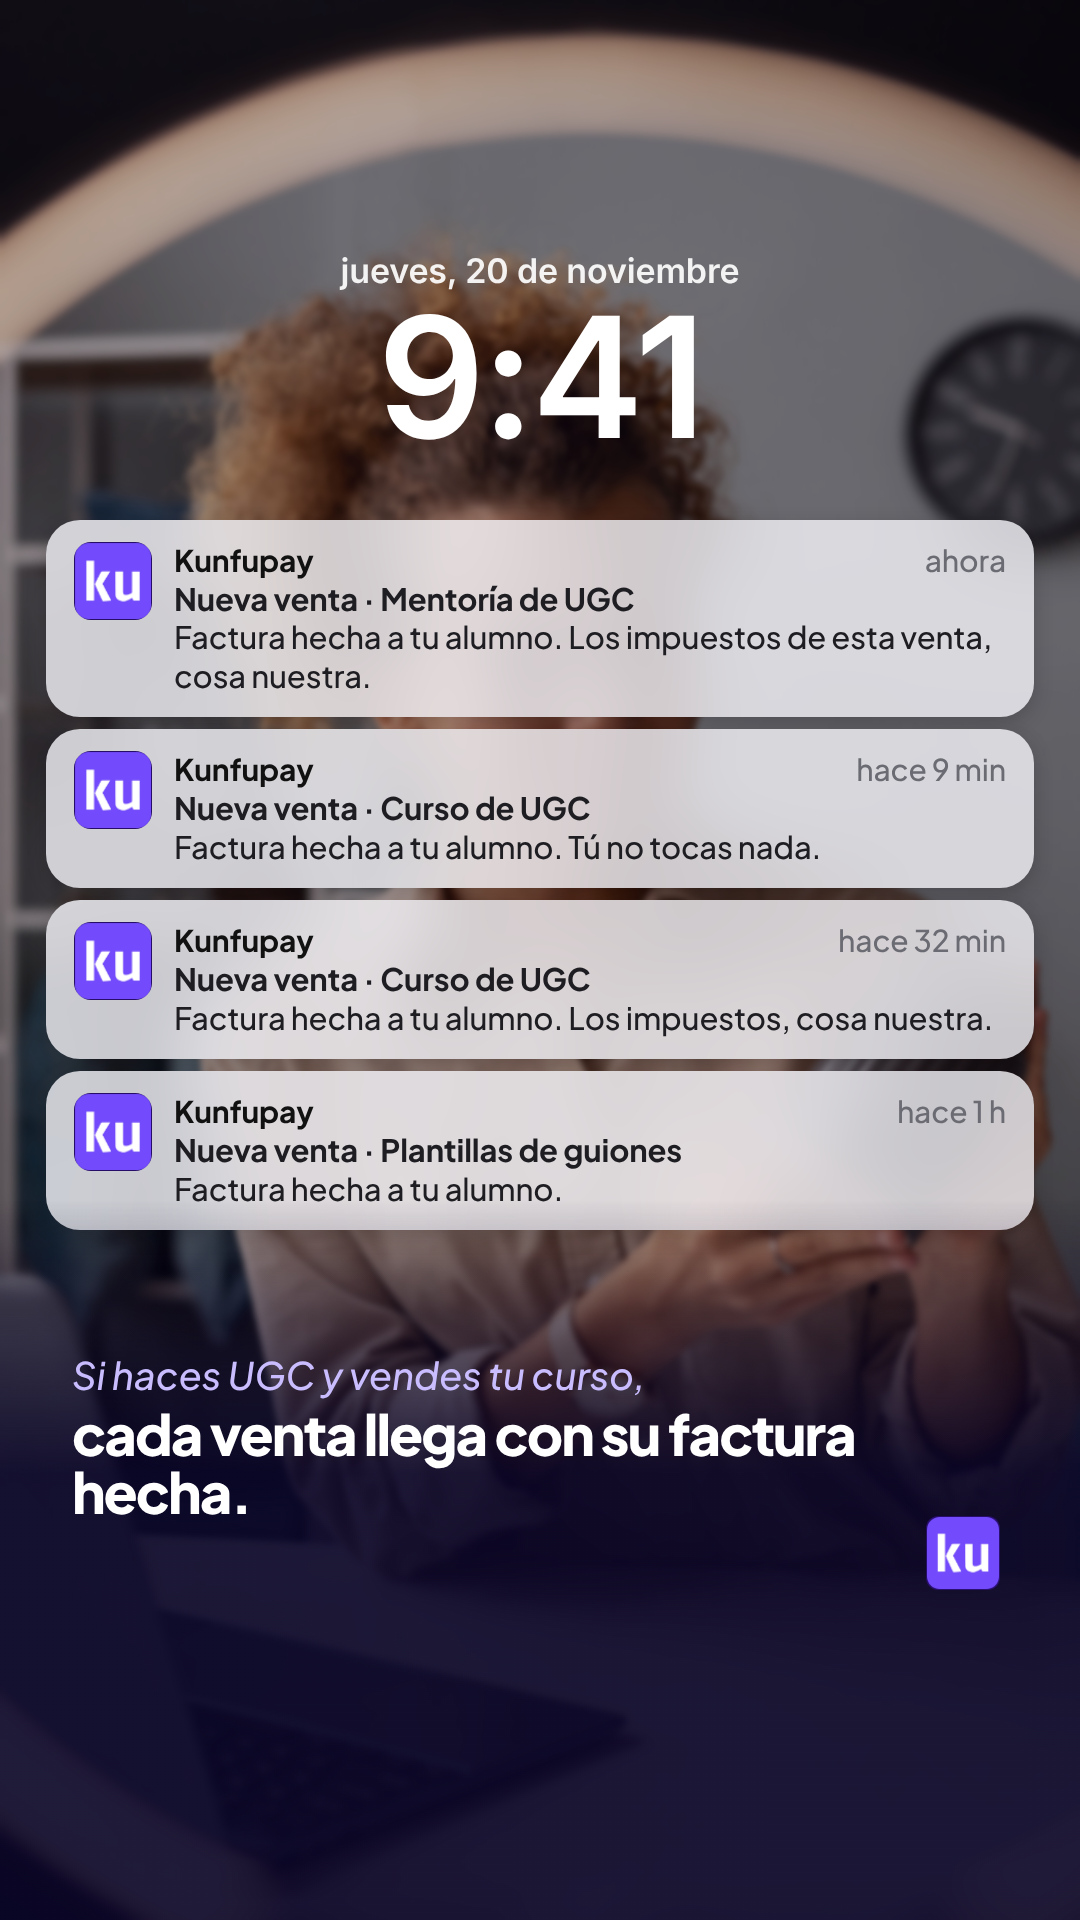 jueves, 20 de noviembre
9:41
ku
Kunfupay
ahora
Nueva venta · Mentoría de UGC
Factura hecha a tu alumno. Los impuestos de esta venta,
cosa nuestra.
ku
Kunfupay
hace 9 min
Nueva venta · Curso de UGC
Factura hecha a tu alumno. Tú no tocas nada.
ku
Kunfupay
hace 32 min
Nueva venta · Curso de UGC
Factura hecha a tu alumno. Los impuestos, cosa nuestra.
ku
Kunfupay
hace 1 h
Nueva venta · Plantillas de guiones
Factura hecha a tu alumno.
Si haces UGC y vendes tu curso,
cada venta llega con su factura
hecha.
ku